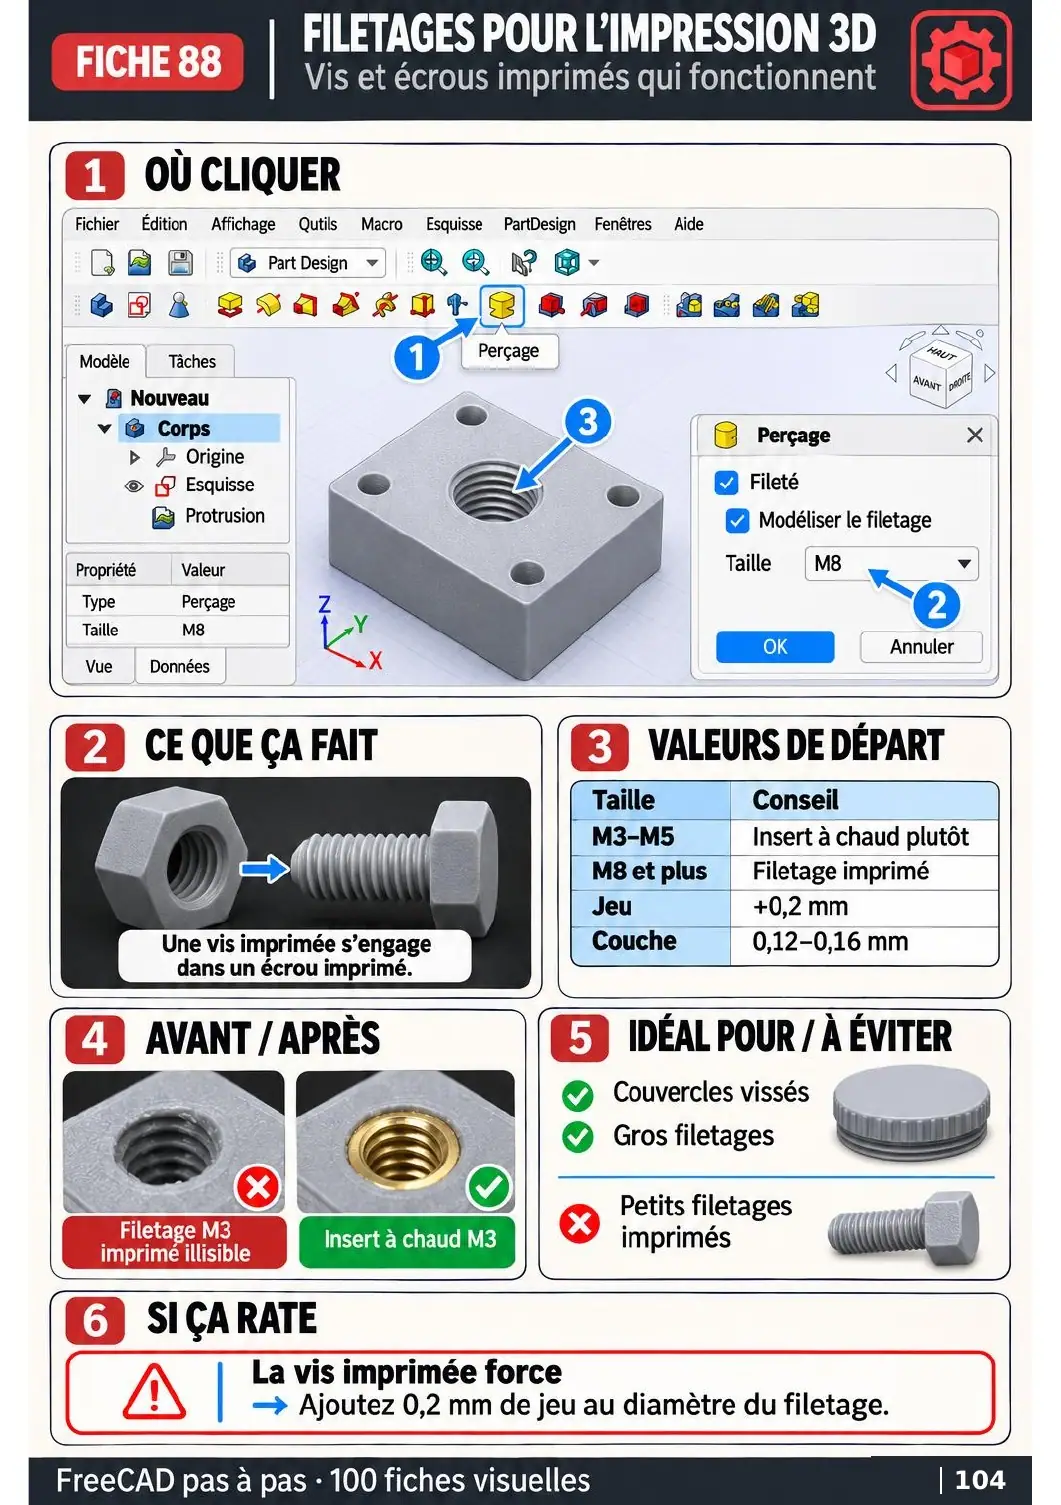 FICHE 88
FILETAGES POUR L'IMPRESSION 3D
Vis et écrous imprimés qui fonctionnent
1 OÙ CLIQUER
Fichier Édition Affichage Outils Macro Esquisse PartDesign Fenêtres Aide
Part Design
1
Perçage
Modèle Tâches
Nouveau
Corps
Origine
Esquisse
Protrusion
Propriété Valeur
Type Perçage
Taille M8
Vue Données
3
Z
Y
X
HAUT
AVANT DROITE
Perçage
Fileté
Modéliser le filetage
Taille M8
2
OK Annuler
2 CE QUE ÇA FAIT
Une vis imprimée s'engage
dans un écrou imprimé.
3 VALEURS DE DÉPART
Taille Conseil
M3–M5 Insert à chaud plutôt
M8 et plus Filetage imprimé
Jeu +0,2 mm
Couche 0,12–0,16 mm
4 AVANT / APRÈS
Filetage M3
imprimé illisible
Insert à chaud M3
5 IDÉAL POUR / À ÉVITER
Couvercles vissés
Gros filetages
Petits filetages
imprimés
6 SI ÇA RATE
La vis imprimée force
→ Ajoutez 0,2 mm de jeu au diamètre du filetage.
FreeCAD pas à pas · 100 fiches visuelles | 104